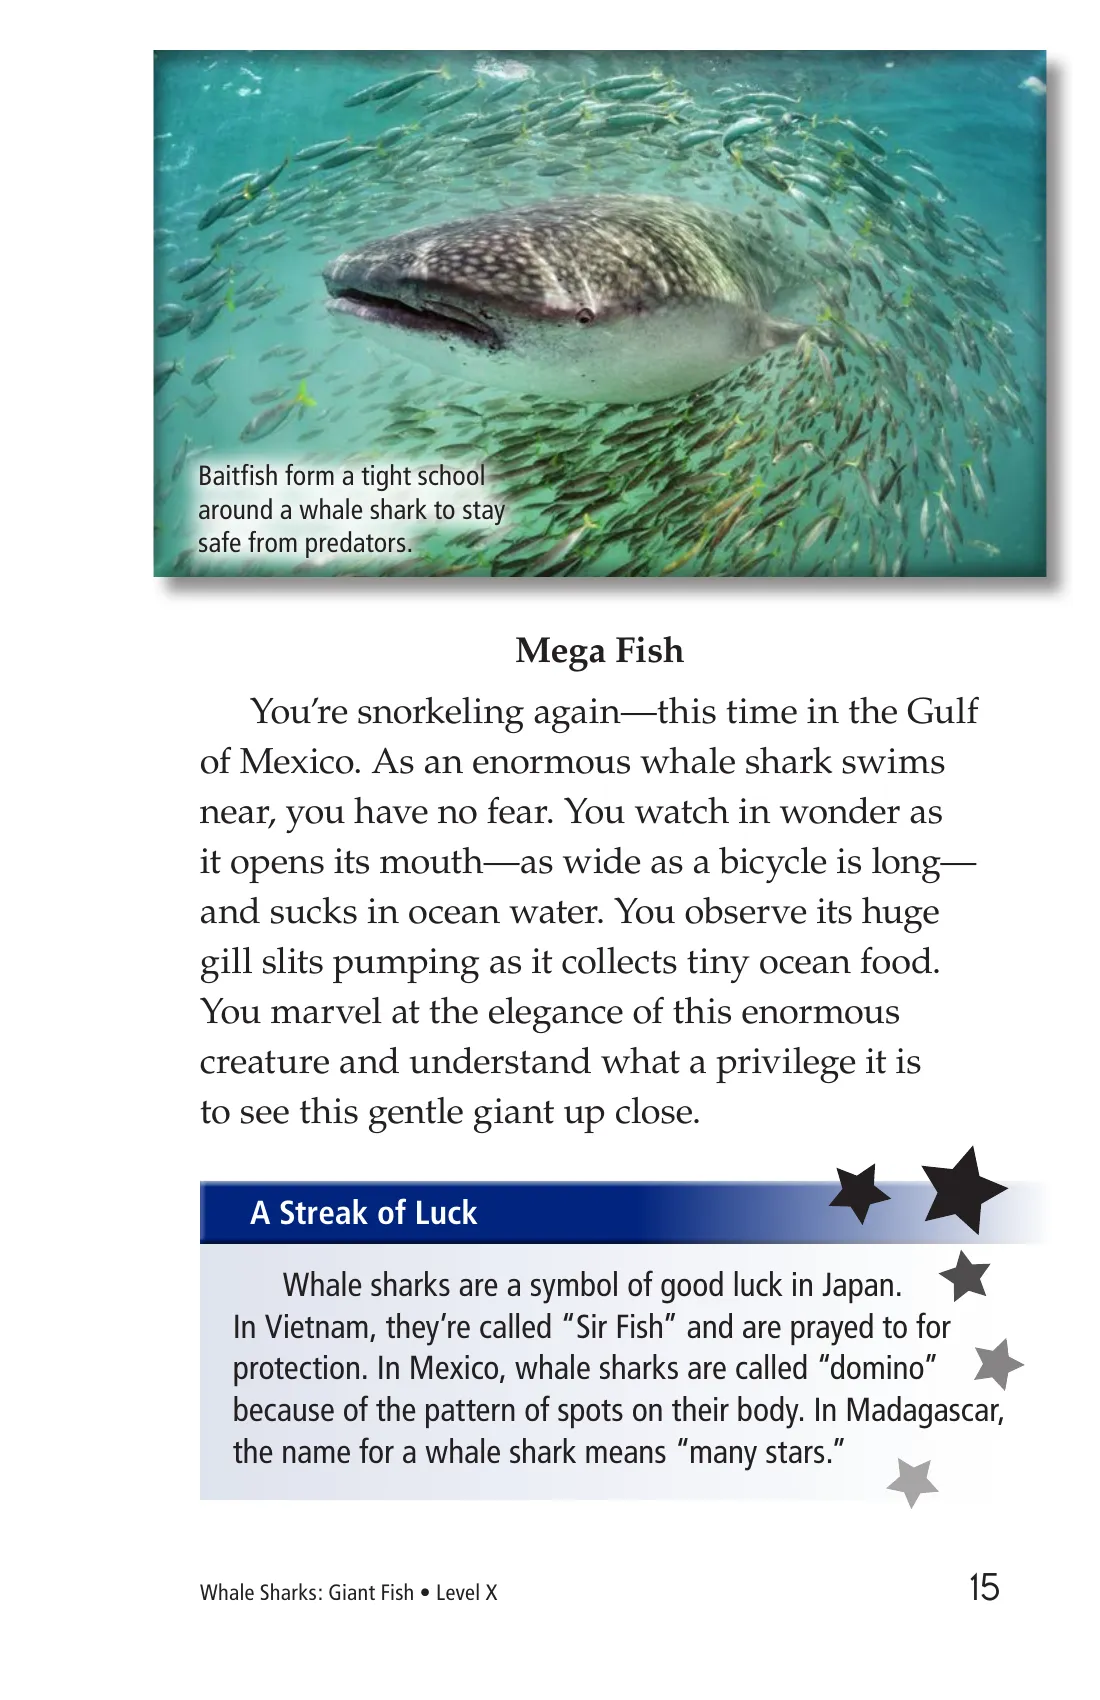 Baitfish form a tight school
around a whale shark to stay
safe from predators.
Mega Fish
You’re snorkeling again—this time in the Gulf
of Mexico. As an enormous whale shark swims
near, you have no fear. You watch in wonder as
it opens its mouth—as wide as a bicycle is long—
and sucks in ocean water. You observe its huge
gill slits pumping as it collects tiny ocean food.
You marvel at the elegance of this enormous
creature and understand what a privilege it is
to see this gentle giant up close.
A Streak of Luck
Whale sharks are a symbol of good luck in Japan.
In Vietnam, they’re called “Sir Fish” and are prayed to for
protection. In Mexico, whale sharks are called “domino”
because of the pattern of spots on their body. In Madagascar,
the name for a whale shark means “many stars.”
Whale Sharks: Giant Fish • Level X
15